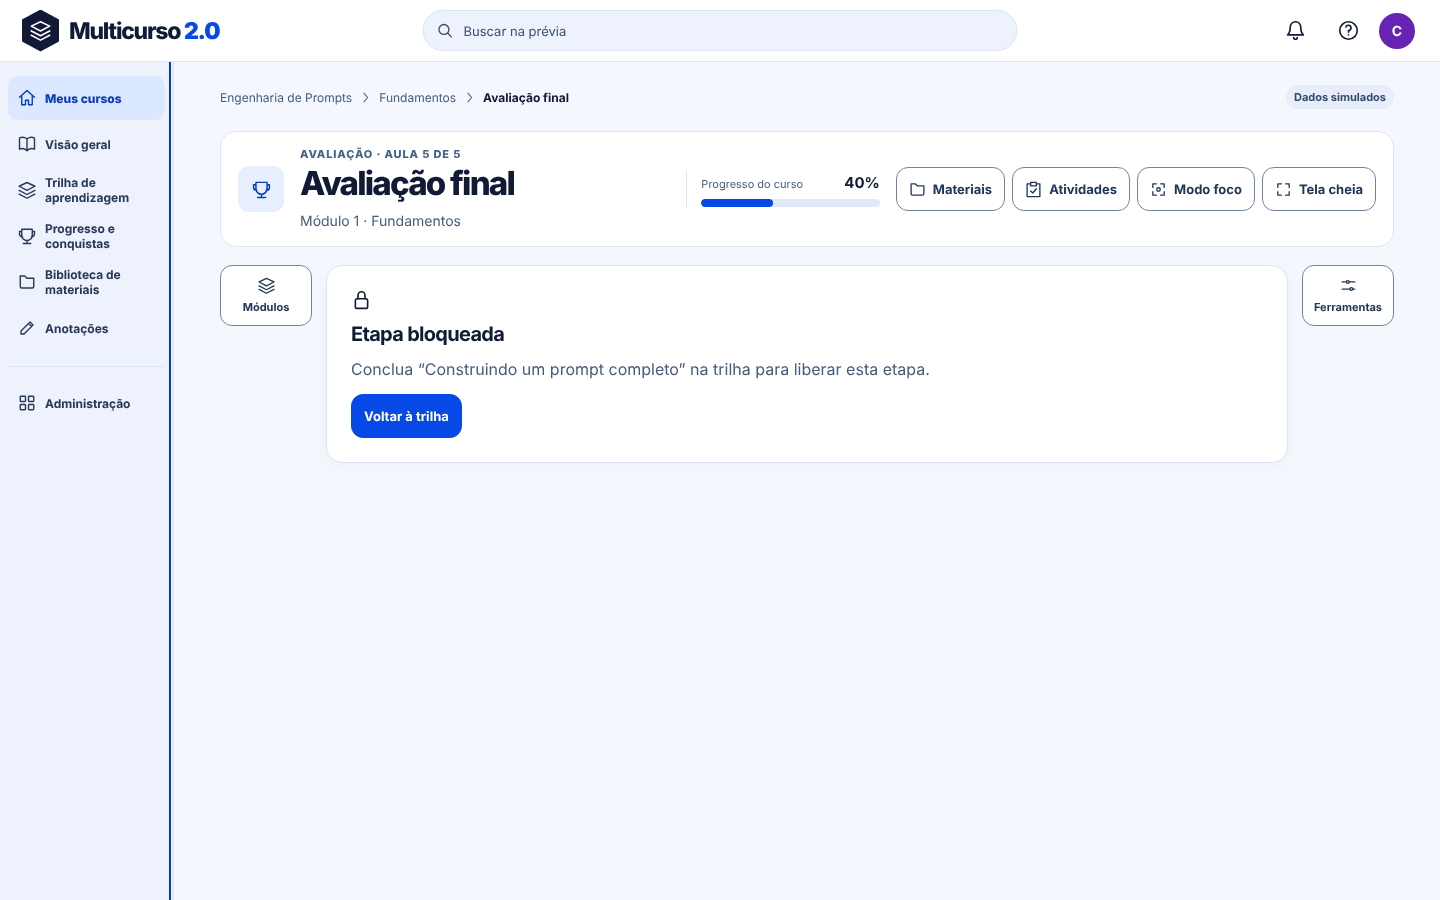 Multicurso 2.0
Buscar na prévia
C
Meus cursos
Visão geral
Trilha de
aprendizagem
Progresso e
conquistas
Biblioteca de
materiais
Anotações
Administração
Engenharia de Prompts
Fundamentos
Avaliação final
Dados simulados
AVALIAÇÃO · AULA 5 DE 5
Avaliação final
Módulo 1 · Fundamentos
Progresso do curso
40%
Materiais
Atividades
Modo foco
Tela cheia
Módulos
Etapa bloqueada
Conclua “Construindo um prompt completo” na trilha para liberar esta etapa.
Voltar à trilha
Ferramentas